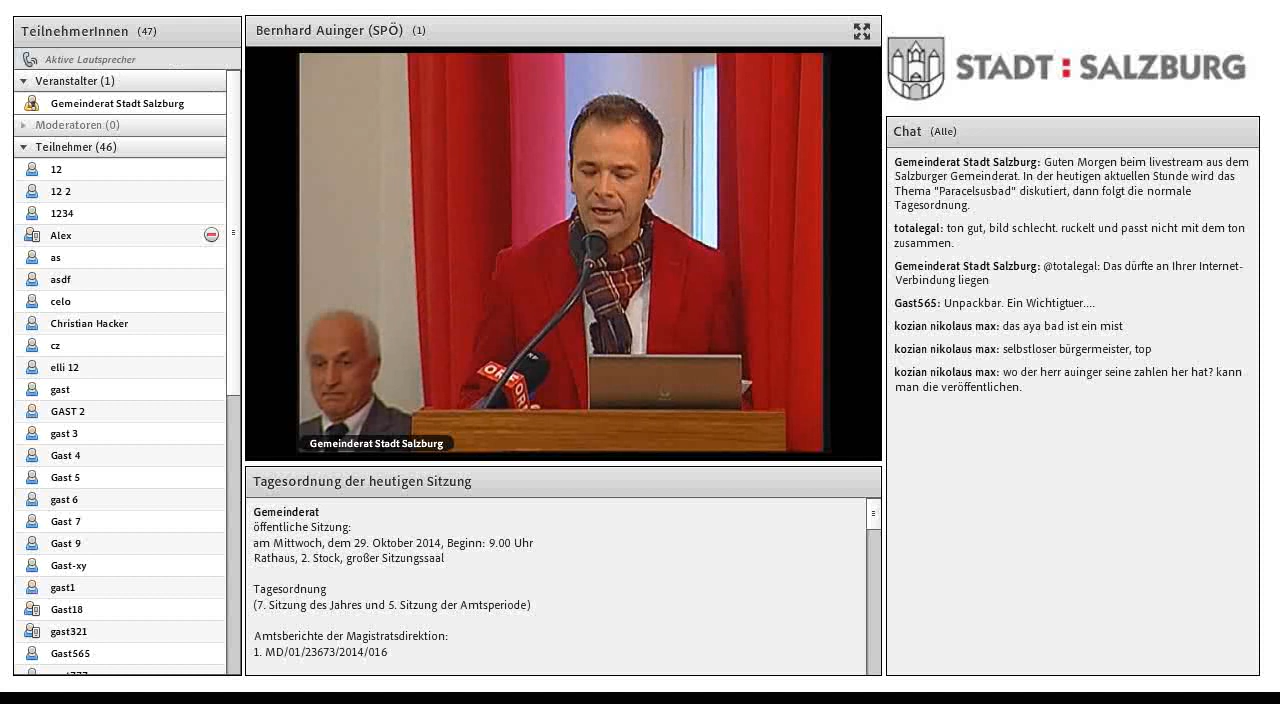 TeilnehmerInnen (47)
Aktive Lautsprecher
Veranstalter (1)
Gemeinderat Stadt Salzburg
Moderatoren (0)
Teilnehmer (46)
12
12 2
1234
Alex
as
asdf
celo
Christian Hacker
cz
elli 12
gast
GAST 2
gast 3
Gast 4
Gast 5
gast 6
Gast 7
Gast 9
Gast-xy
gast1
Gast18
gast321
Gast565
Bernhard Auinger (SPÖ) (1)
ORF
ORF
Gemeinderat Stadt Salzburg
Tagesordnung der heutigen Sitzung
Gemeinderat
öffentliche Sitzung:
am Mittwoch, dem 29. Oktober 2014, Beginn: 9.00 Uhr
Rathaus, 2. Stock, großer Sitzungssaal
Tagesordnung
(7. Sitzung des Jahres und 5. Sitzung der Amtsperiode)
Amtsberichte der Magistratsdirektion:
1. MD/01/23673/2014/016
STADT : SALZBURG
Chat (Alle)
Gemeinderat Stadt Salzburg: Guten Morgen beim livestream aus dem
Salzburger Gemeinderat. In der heutigen aktuellen Stunde wird das
Thema "Paracelsusbad" diskutiert, dann folgt die normale
Tagesordnung.
totalegal: ton gut, bild schlecht. ruckelt und passt nicht mit dem ton
zusammen.
Gemeinderat Stadt Salzburg: @totalegal: Das dürfte an Ihrer Internet-
Verbindung liegen
Gast565: Unpackbar. Ein Wichtigtuer....
kozian nikolaus max: das aya bad ist ein mist
kozian nikolaus max: selbstloser bürgermeister, top
kozian nikolaus max: wo der herr auinger seine zahlen her hat? kann
man die veröffentlichen.